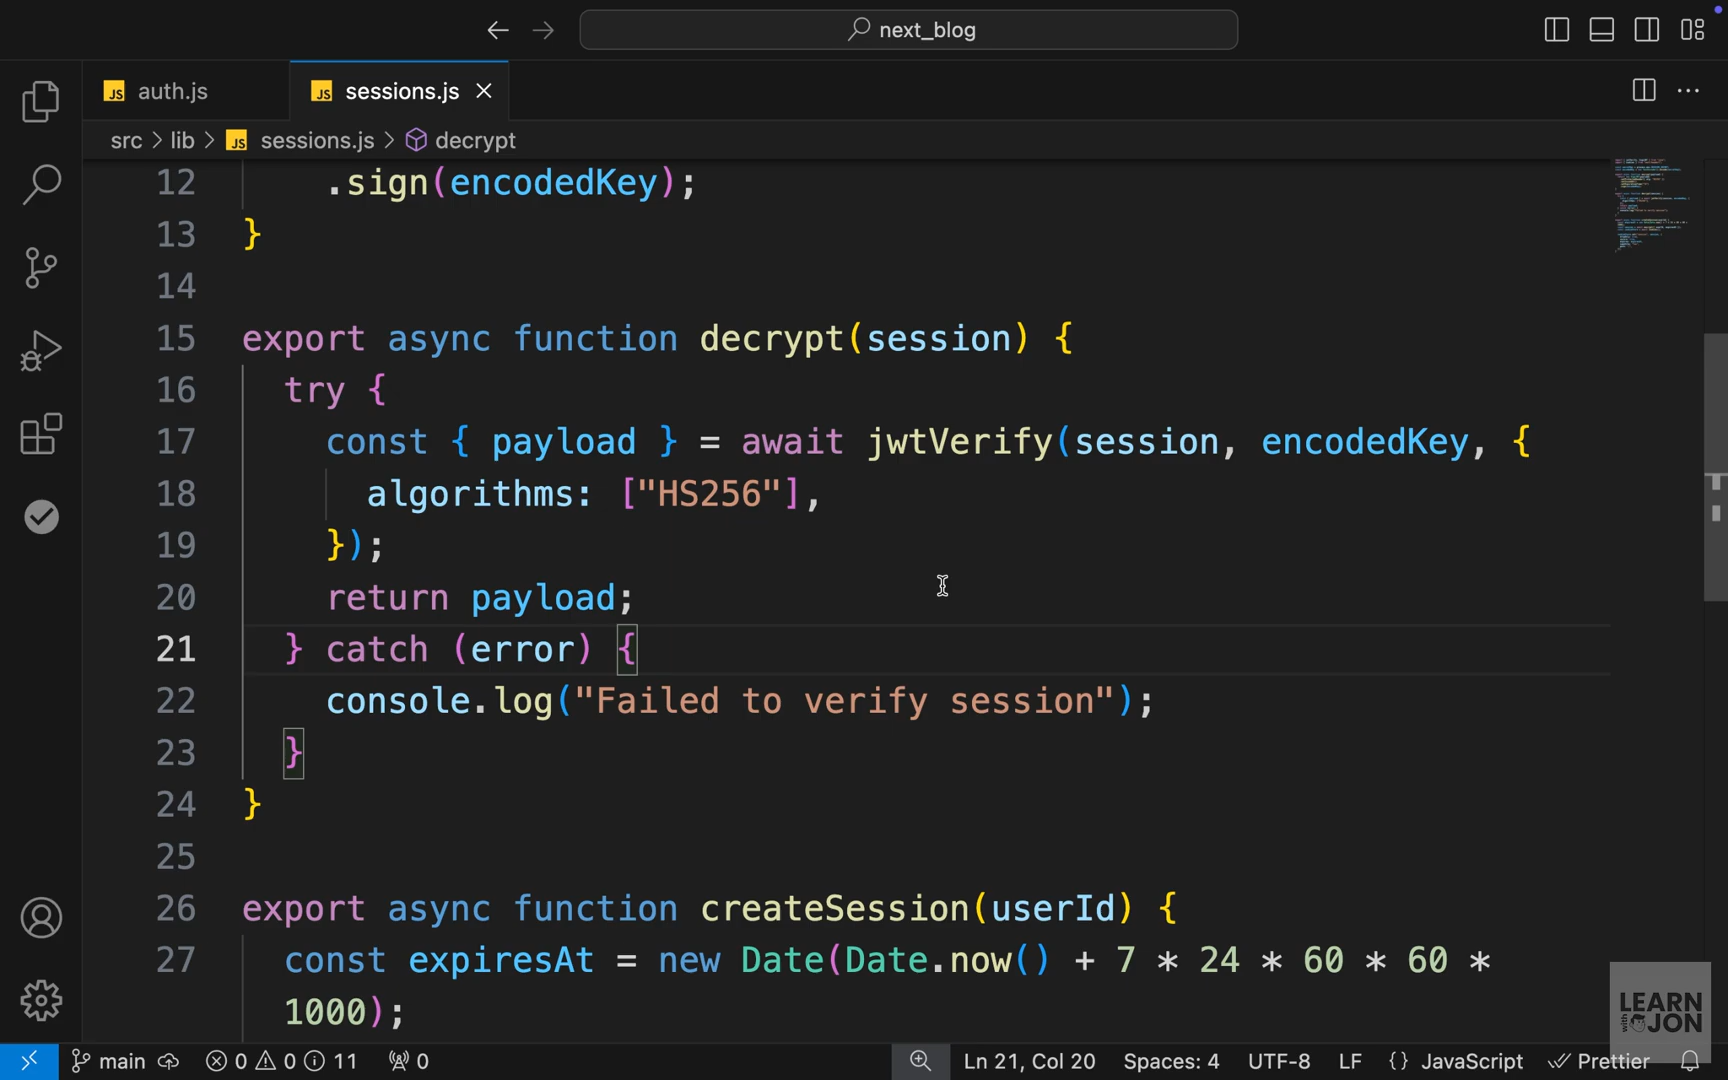 next_blog
JS auth.js
JS sessions.js
src > lib > JS sessions.js > decrypt
12 .sign(encodedKey);
13 }
14
15 export async function decrypt(session) {
16 try {
17 const { payload } = await jwtVerify(session, encodedKey, {
18 algorithms: ["HS256"],
19 });
20 return payload;
21 } catch (error) {
22 console.log("Failed to verify session");
23 }
24 }
25
26 export async function createSession(userId) {
27 const expiresAt = new Date(Date.now() + 7 * 24 * 60 * 60 *
1000);
LEARN
with JON
main 0 0 11 0 Ln 21, Col 20 Spaces: 4 UTF-8 LF {} JavaScript Prettier